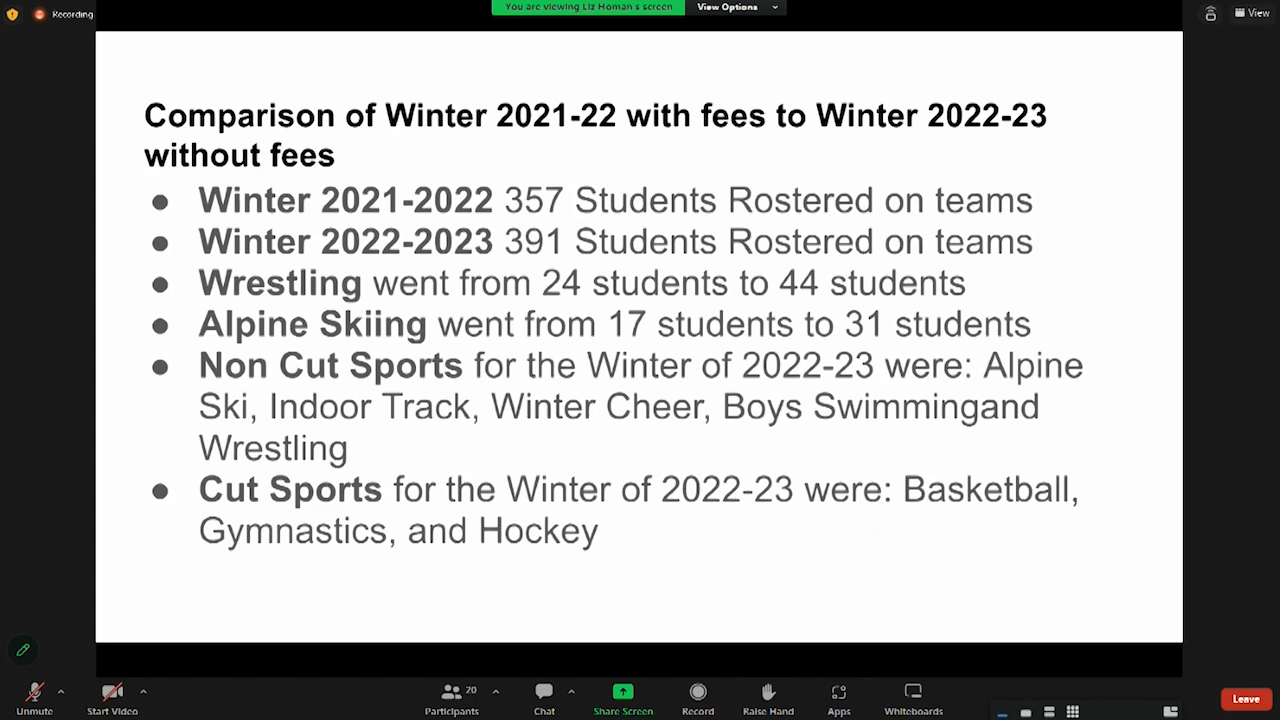 Recording
You are viewing Liz Homan's screen
View Options
View
Comparison of Winter 2021-22 with fees to Winter 2022-23
without fees
● Winter 2021-2022 357 Students Rostered on teams
● Winter 2022-2023 391 Students Rostered on teams
● Wrestling went from 24 students to 44 students
● Alpine Skiing went from 17 students to 31 students
● Non Cut Sports for the Winter of 2022-23 were: Alpine
Ski, Indoor Track, Winter Cheer, Boys Swimmingand
Wrestling
● Cut Sports for the Winter of 2022-23 were: Basketball,
Gymnastics, and Hockey
Unmute
Start Video
20
Participants
Chat
Share Screen
Record
Raise Hand
Apps
Whiteboards
Leave